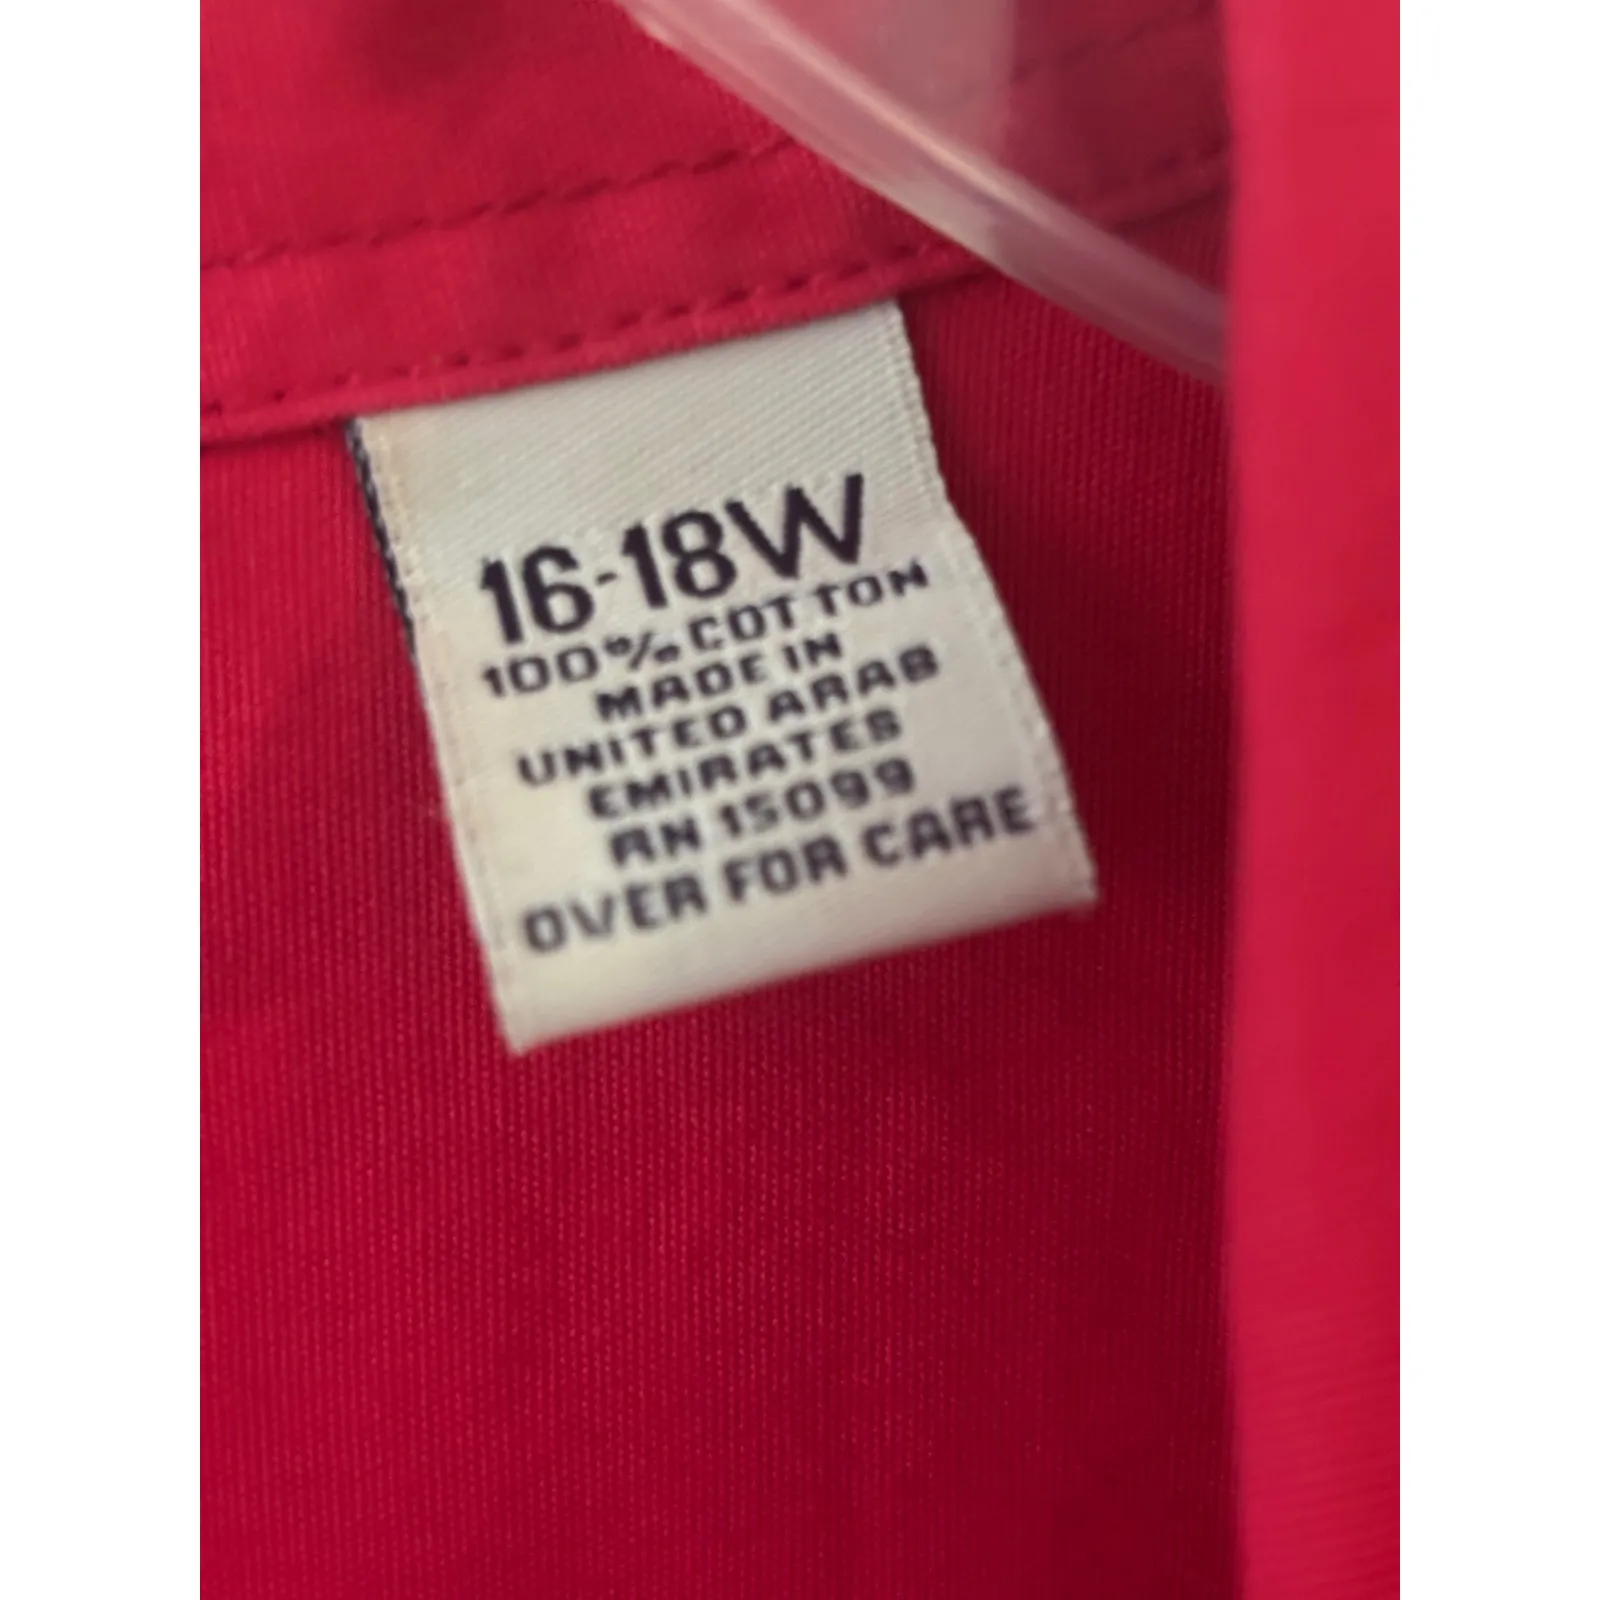 16-18W
100% COTTON
MADE IN
UNITED ARAB
EMIRATES
RN 15099
OVER FOR CARE